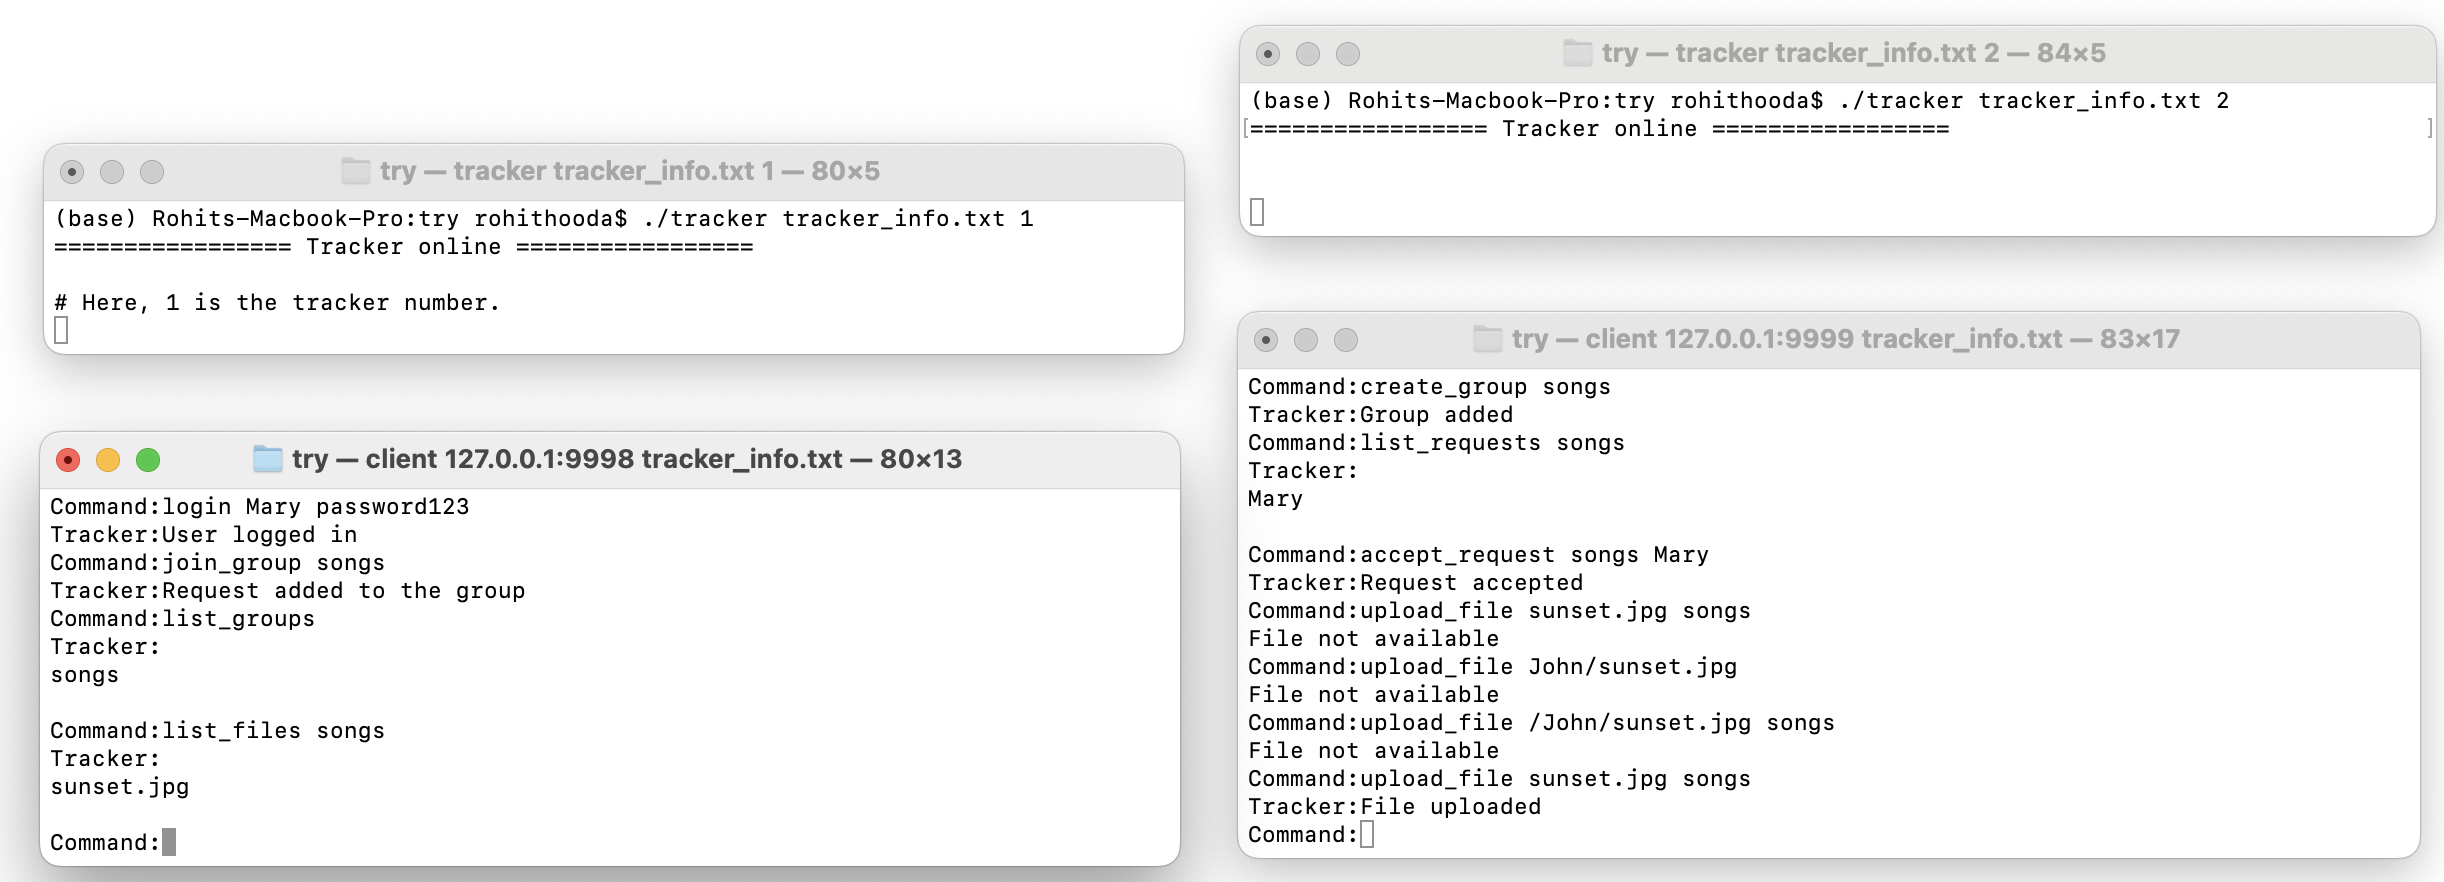 try — tracker tracker_info.txt 1 — 80×5
(base) Rohits-Macbook-Pro:try rohithooda$ ./tracker tracker_info.txt 1
================= Tracker online =================
# Here, 1 is the tracker number.
try — tracker tracker_info.txt 2 — 84×5
(base) Rohits-Macbook-Pro:try rohithooda$ ./tracker tracker_info.txt 2
[================= Tracker online ================= ]
try — client 127.0.0.1:9998 tracker_info.txt — 80×13
Command:login Mary password123
Tracker:User logged in
Command:join_group songs
Tracker:Request added to the group
Command:list_groups
Tracker:
songs
Command:list_files songs
Tracker:
sunset.jpg
Command:
try — client 127.0.0.1:9999 tracker_info.txt — 83×17
Command:create_group songs
Tracker:Group added
Command:list_requests songs
Tracker:
Mary
Command:accept_request songs Mary
Tracker:Request accepted
Command:upload_file sunset.jpg songs
File not available
Command:upload_file John/sunset.jpg
File not available
Command:upload_file /John/sunset.jpg songs
File not available
Command:upload_file sunset.jpg songs
Tracker:File uploaded
Command: